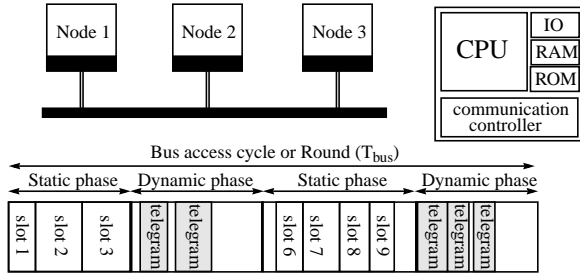 Node 1
Node 2
Node 3
CPU
IO
RAM
ROM
communication
controller
Bus access cycle or Round (Tbus)
Static phase
Dynamic phase
Static phase
Dynamic phase
slot 1
slot 2
slot 3
telegram
telegram
slot 6
slot 7
slot 8
slot 9
telegram
telegram
telegram